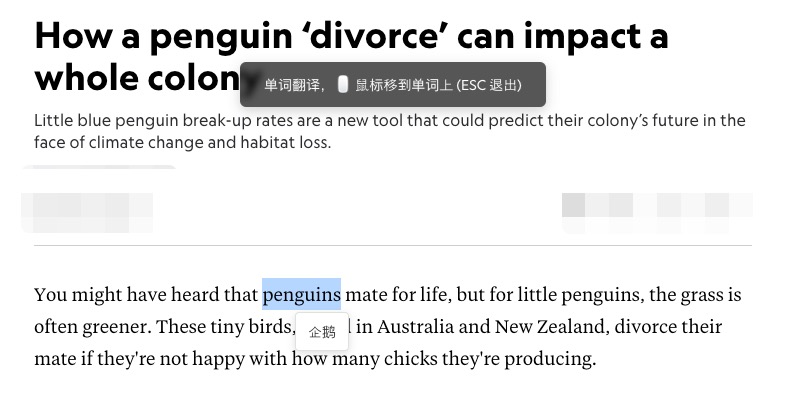 How a penguin ‘divorce’ can impact a
whole colony
单词翻译， 鼠标移到单词上 (ESC 退出)
Little blue penguin break-up rates are a new tool that could predict their colony’s future in the
face of climate change and habitat loss.
You might have heard that penguins mate for life, but for little penguins, the grass is
often greener. These tiny birds, in Australia and New Zealand, divorce their
企鹅
mate if they're not happy with how many chicks they're producing.